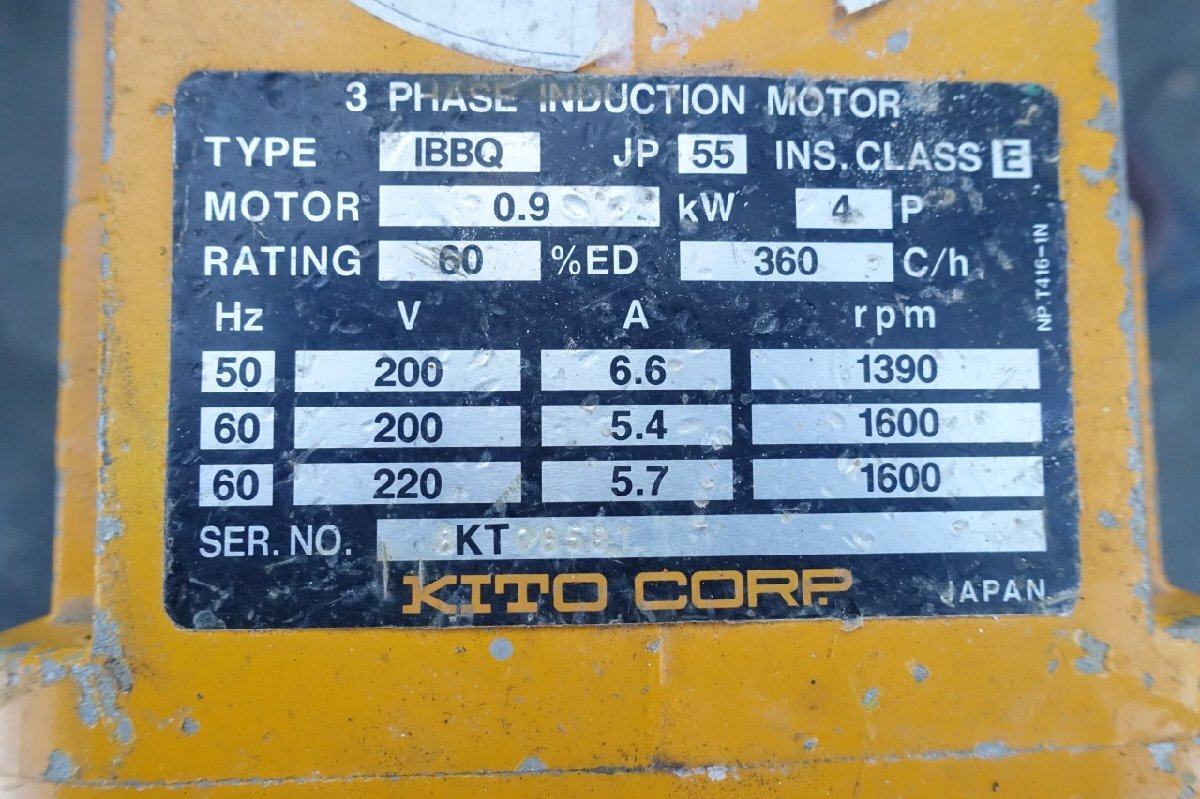 3 PHASE INDUCTION MOTOR
TYPE IBBQ JP 55 INS. CLASS E
MOTOR 0.9 kW 4 P
RATING 60 %ED 360 C/h
Hz V A rpm
50 200 6.6 1390
60 200 5.4 1600
60 220 5.7 1600
SER. NO. KT
KITO CORP. JAPAN
NP T416-1N